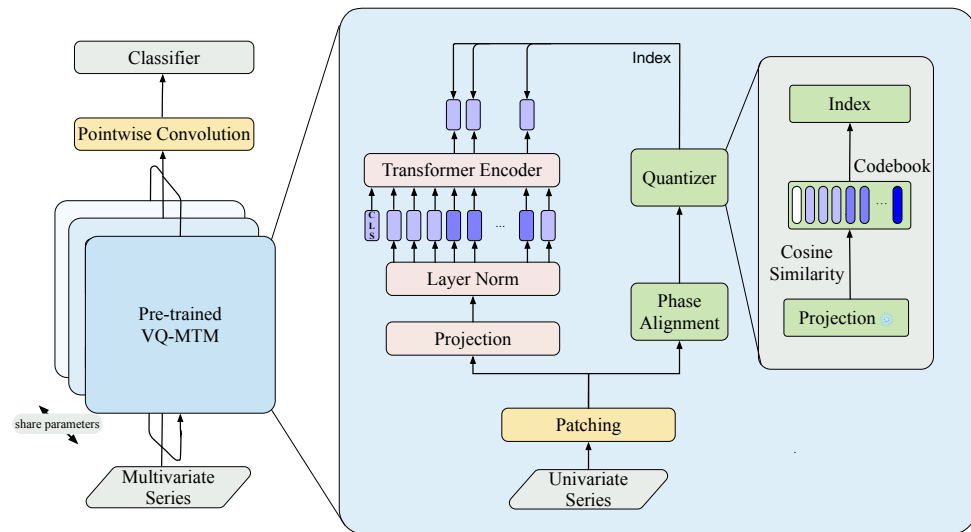 Classifier
Pointwise Convolution
Pre-trained
VQ-MTM
share parameters
Multivariate
Series
Index
Transformer Encoder
CLS
...
Layer Norm
Projection
Quantizer
Phase
Alignment
Patching
Univariate
Series
Index
Codebook
...
Cosine
Similarity
Projection